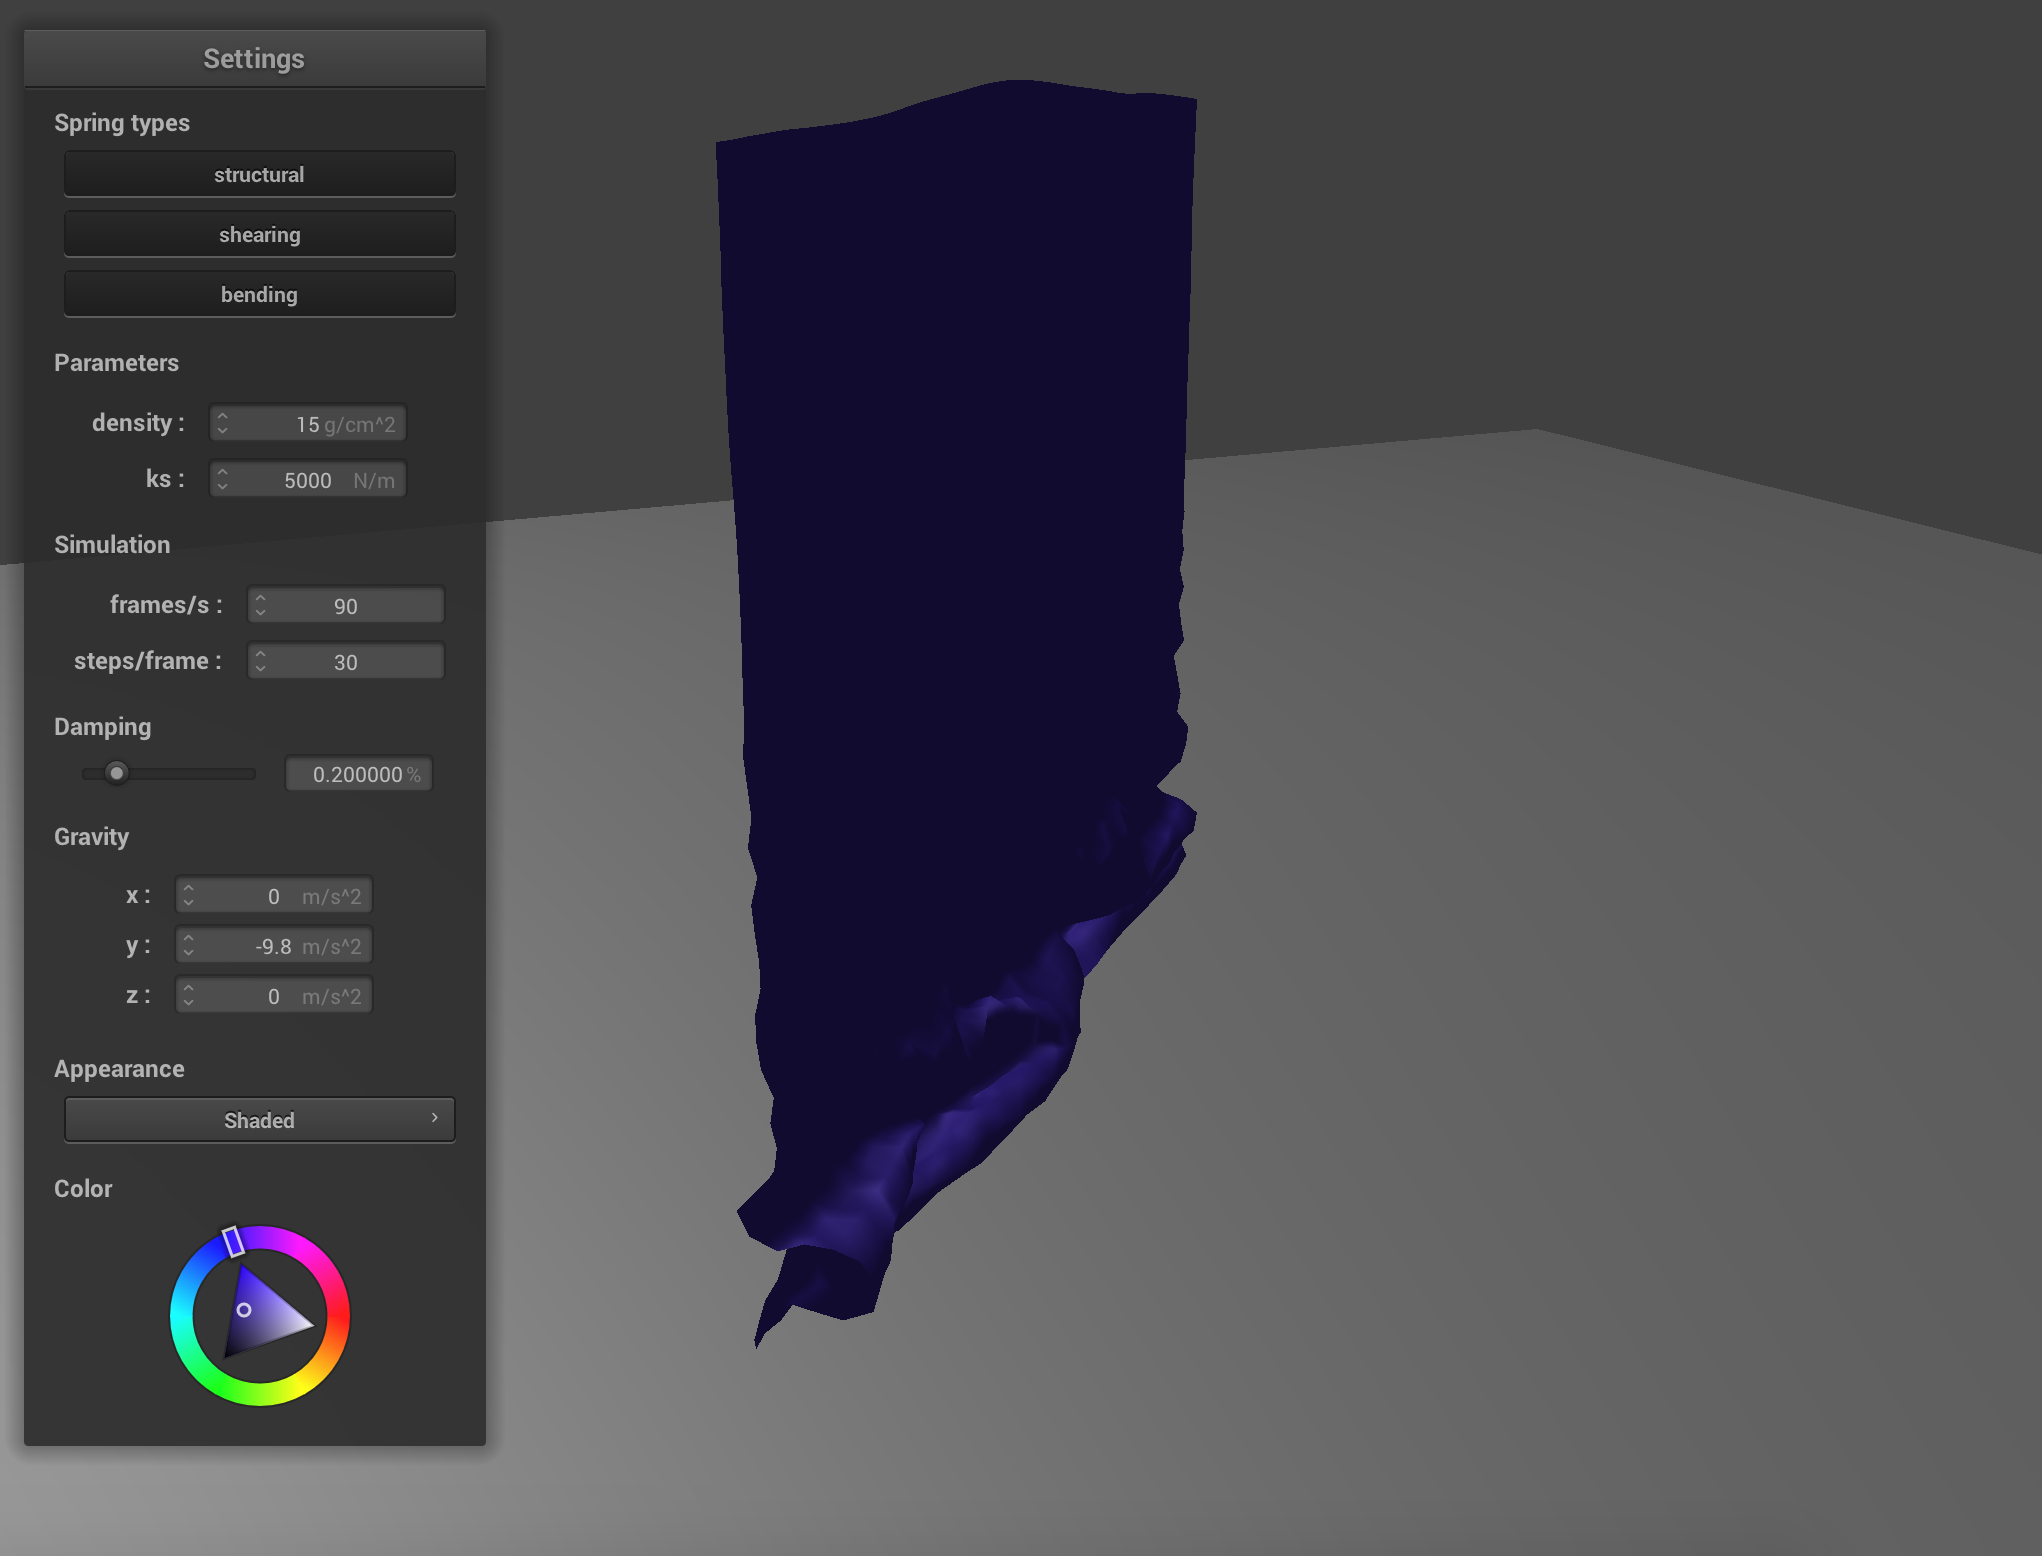 Settings
Spring types
structural
shearing
bending
Parameters
density : 15 g/cm^2
ks : 5000 N/m
Simulation
frames/s : 90
steps/frame : 30
Damping
0.200000 %
Gravity
x : 0 m/s^2
y : -9.8 m/s^2
z : 0 m/s^2
Appearance
Shaded
Color